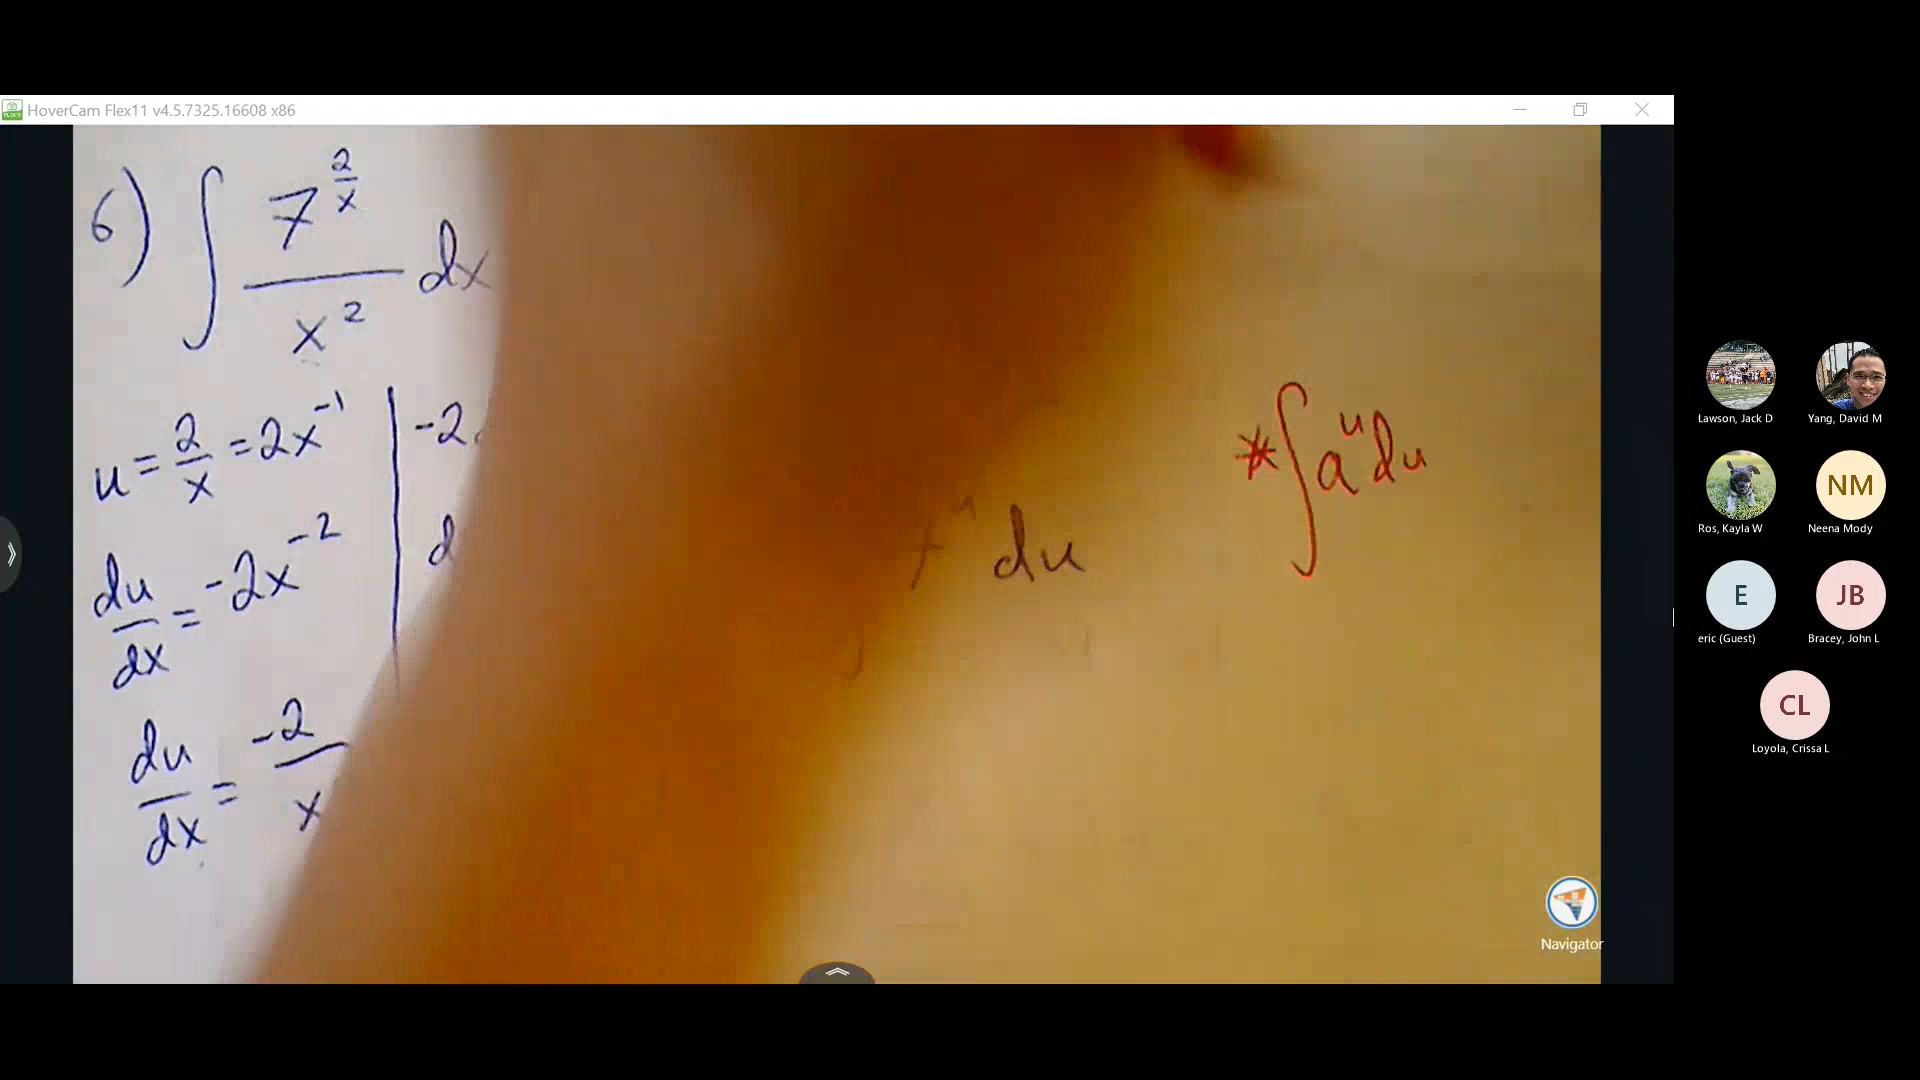 HoverCam Flex11 v4.5.7325.16608 x86
6) ∫ 7^(2/x) / x^2 dx
u = 2/x = 2x^-1
-2
du/dx = -2x^-2
d
du/dx = -2/x
du
* ∫ a^u du
Navigator
Lawson, Jack D
Yang, David M
Ros, Kayla W
NM
Neena Mody
E
eric (Guest)
JB
Bracey, John L
CL
Loyola, Crissa L